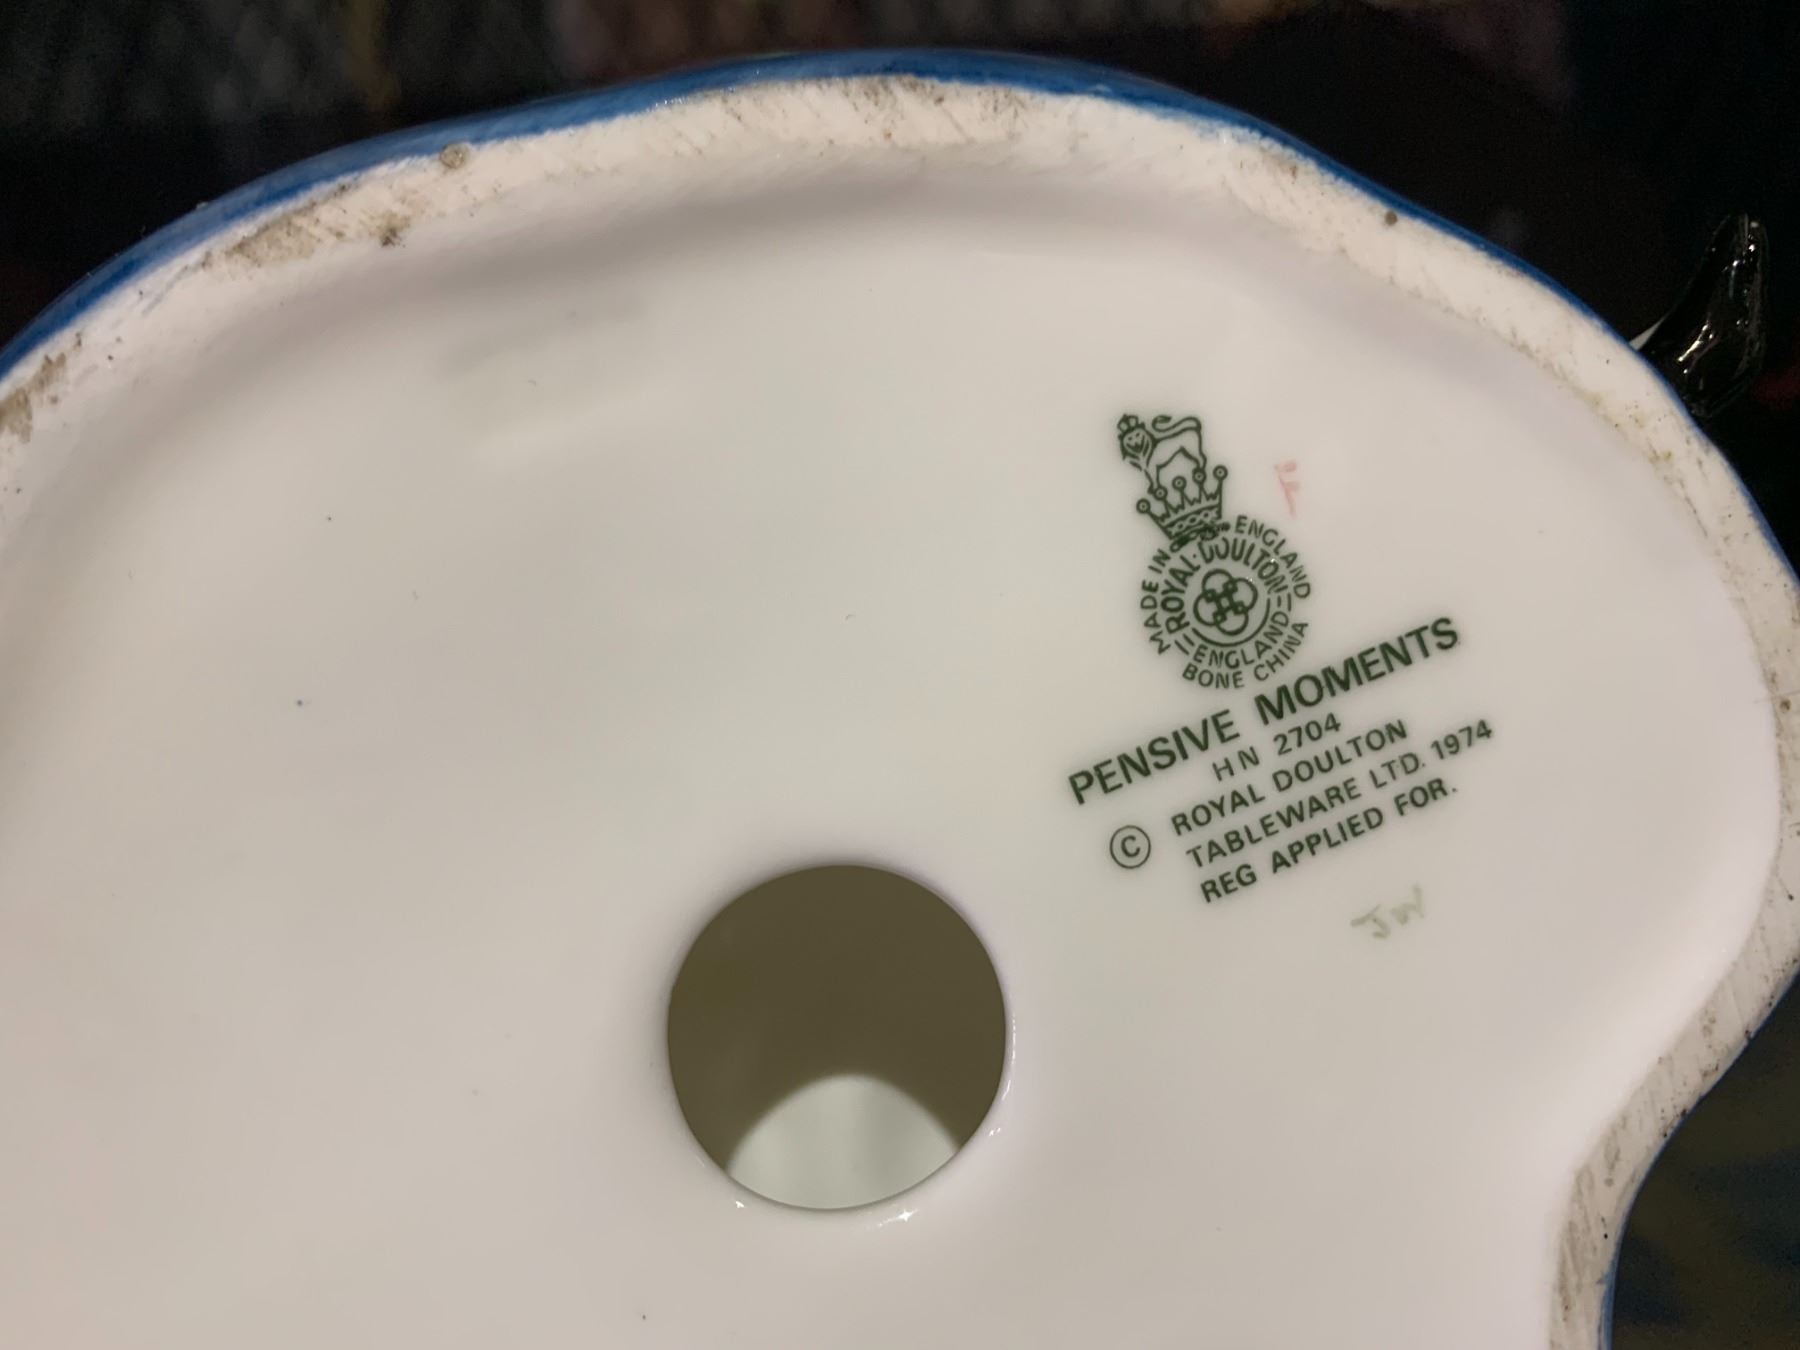 F
MADE IN ENGLAND
ROYAL · DOULTON
ENGLAND
BONE CHINA
PENSIVE MOMENTS
HN 2704
© ROYAL DOULTON
TABLEWARE LTD. 1974
REG APPLIED FOR.
JW